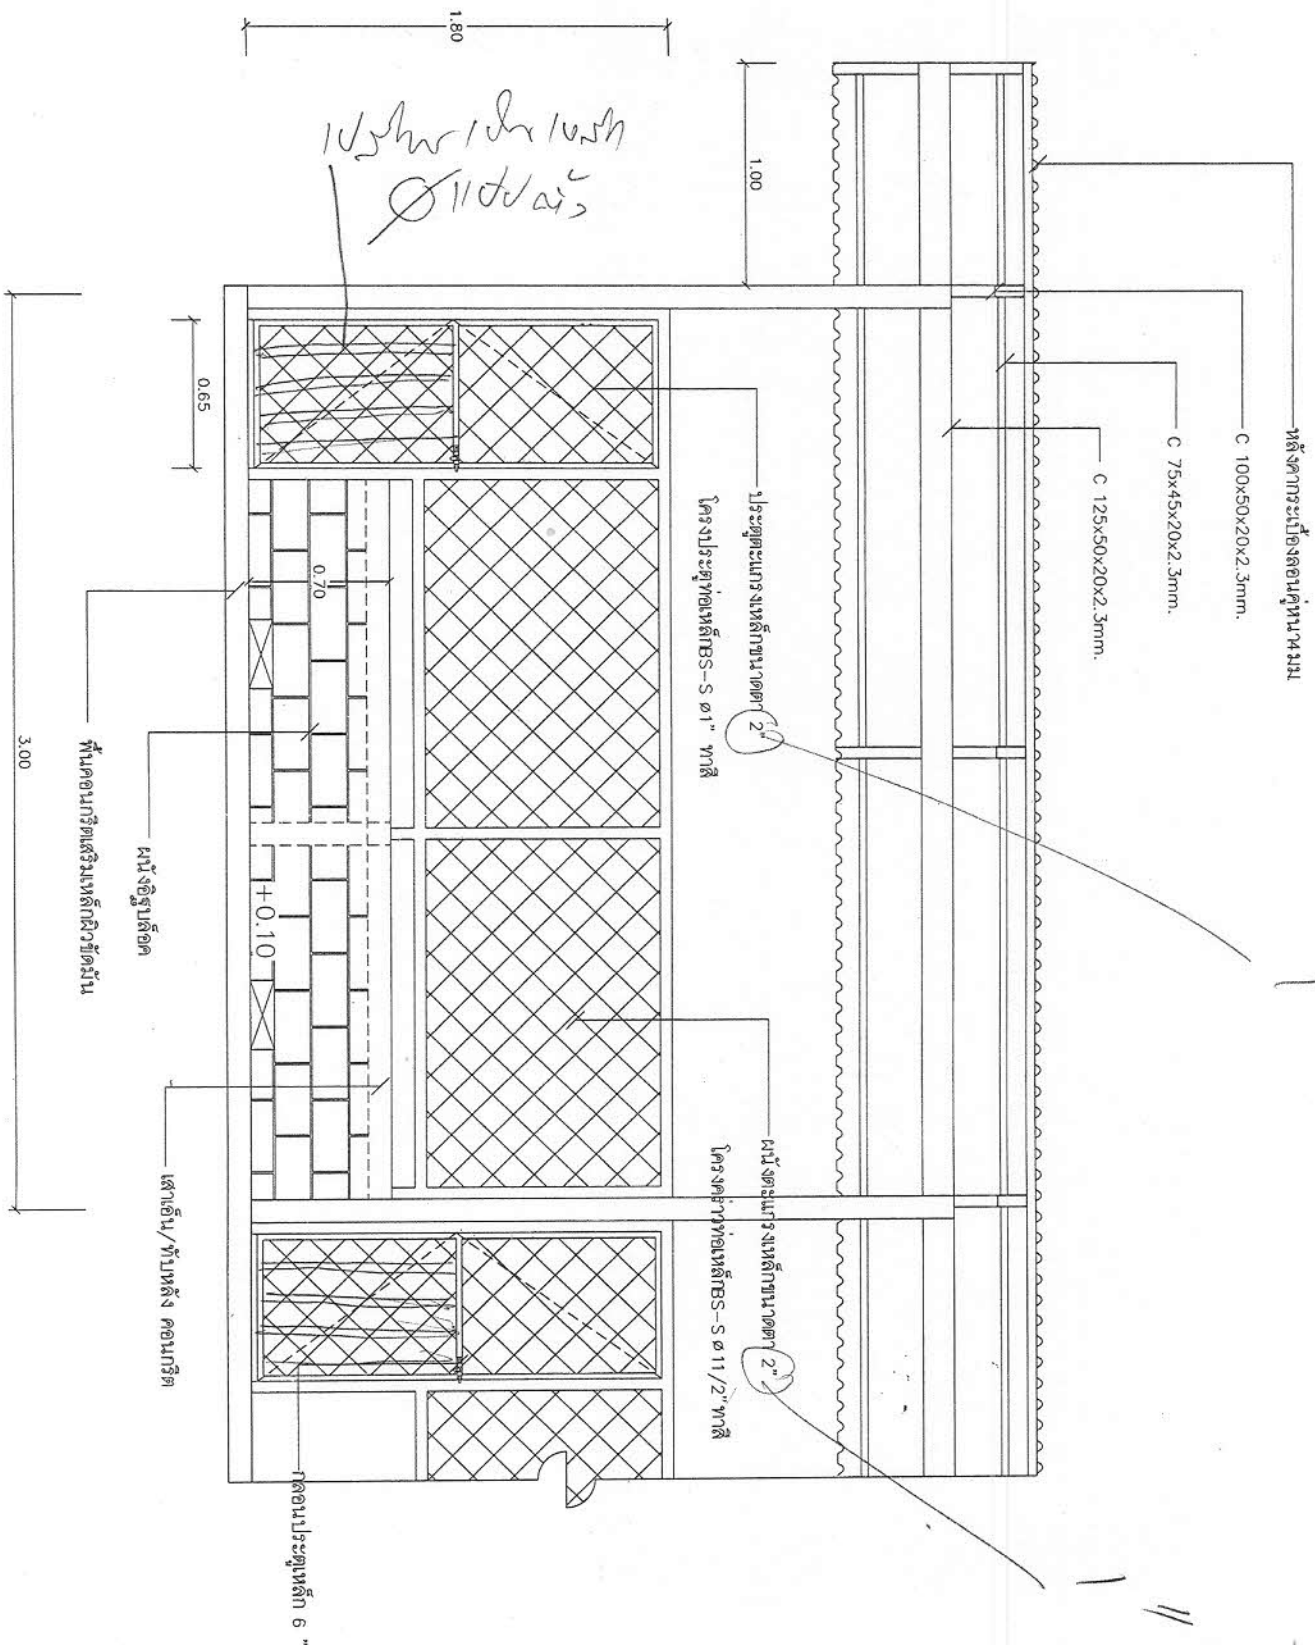 หลังคากระเบื้องลอนคู่หนา4มม.
C 100x50x20x2.3mm.
C 75x45x20x2.3mm.
C 125x50x20x2.3mm.
1.00
1.80
ประตูตะแกรงเหล็กขนาดตา 2"
โครงประตูท่อเหล็กBS-S ø1" ทาสี
ผนังตะแกรงเหล็กขนาดตา 2"
โครงคร่าวท่อเหล็กBS-S ø11/2"ทาสี
0.65
0.70
+0.10
กลอนประตูเหล็ก 6 "
เสาเอ็น/ทับหลัง คอนกรีต
ผนังอิฐบล็อค
พื้นคอนกรีตเสริมเหล็กผิวขัดมัน
3.00